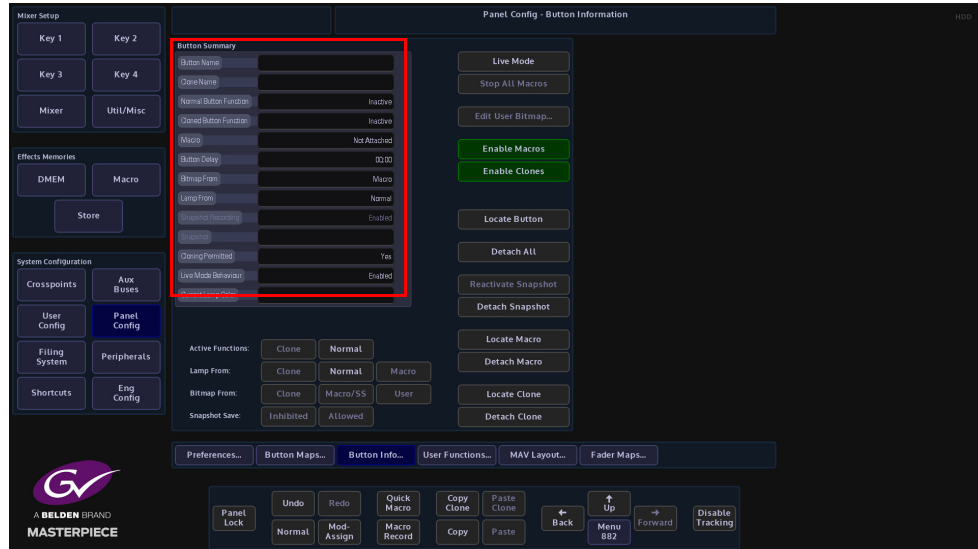 Mixer Setup
Panel Config - Button Information
HDD
Key 1
Key 2
Key 3
Key 4
Mixer
Util/Misc
Effects Memories
DMEM
Macro
Store
System Configuration
Crosspoints
Aux
Buses
User
Config
Panel
Config
Filing
System
Peripherals
Shortcuts
Eng
Config
Button Summary
Button Name
Clone Name
Normal Button Function Inactive
Cloned Button Function Inactive
Macro Not Attached
Button Delay 00:00
Bitmap From Macro
Lamp From Normal
Snapshot Recording Enabled
Snapshot
Cloning Permitted Yes
Live Mode Behaviour Enabled
Current Lamp Color
Active Functions: Clone Normal
Lamp From: Clone Normal Macro
Bitmap From: Clone Macro/SS User
Snapshot Save: Inhibited Allowed
Live Mode
Stop All Macros
Edit User Bitmap...
Enable Macros
Enable Clones
Locate Button
Detach All
Reactivate Snapshot
Detach Snapshot
Locate Macro
Detach Macro
Locate Clone
Detach Clone
Preferences... Button Maps... Button Info... User Functions... MAV Layout... Fader Maps...
GV
A BELDEN BRAND
MASTERPIECE
Panel
Lock
Undo
Redo
Quick
Macro
Copy
Clone
Paste
Clone
Normal
Mod-
Assign
Macro
Record
Copy
Paste
Back
Up
Menu
882
Forward
Disable
Tracking